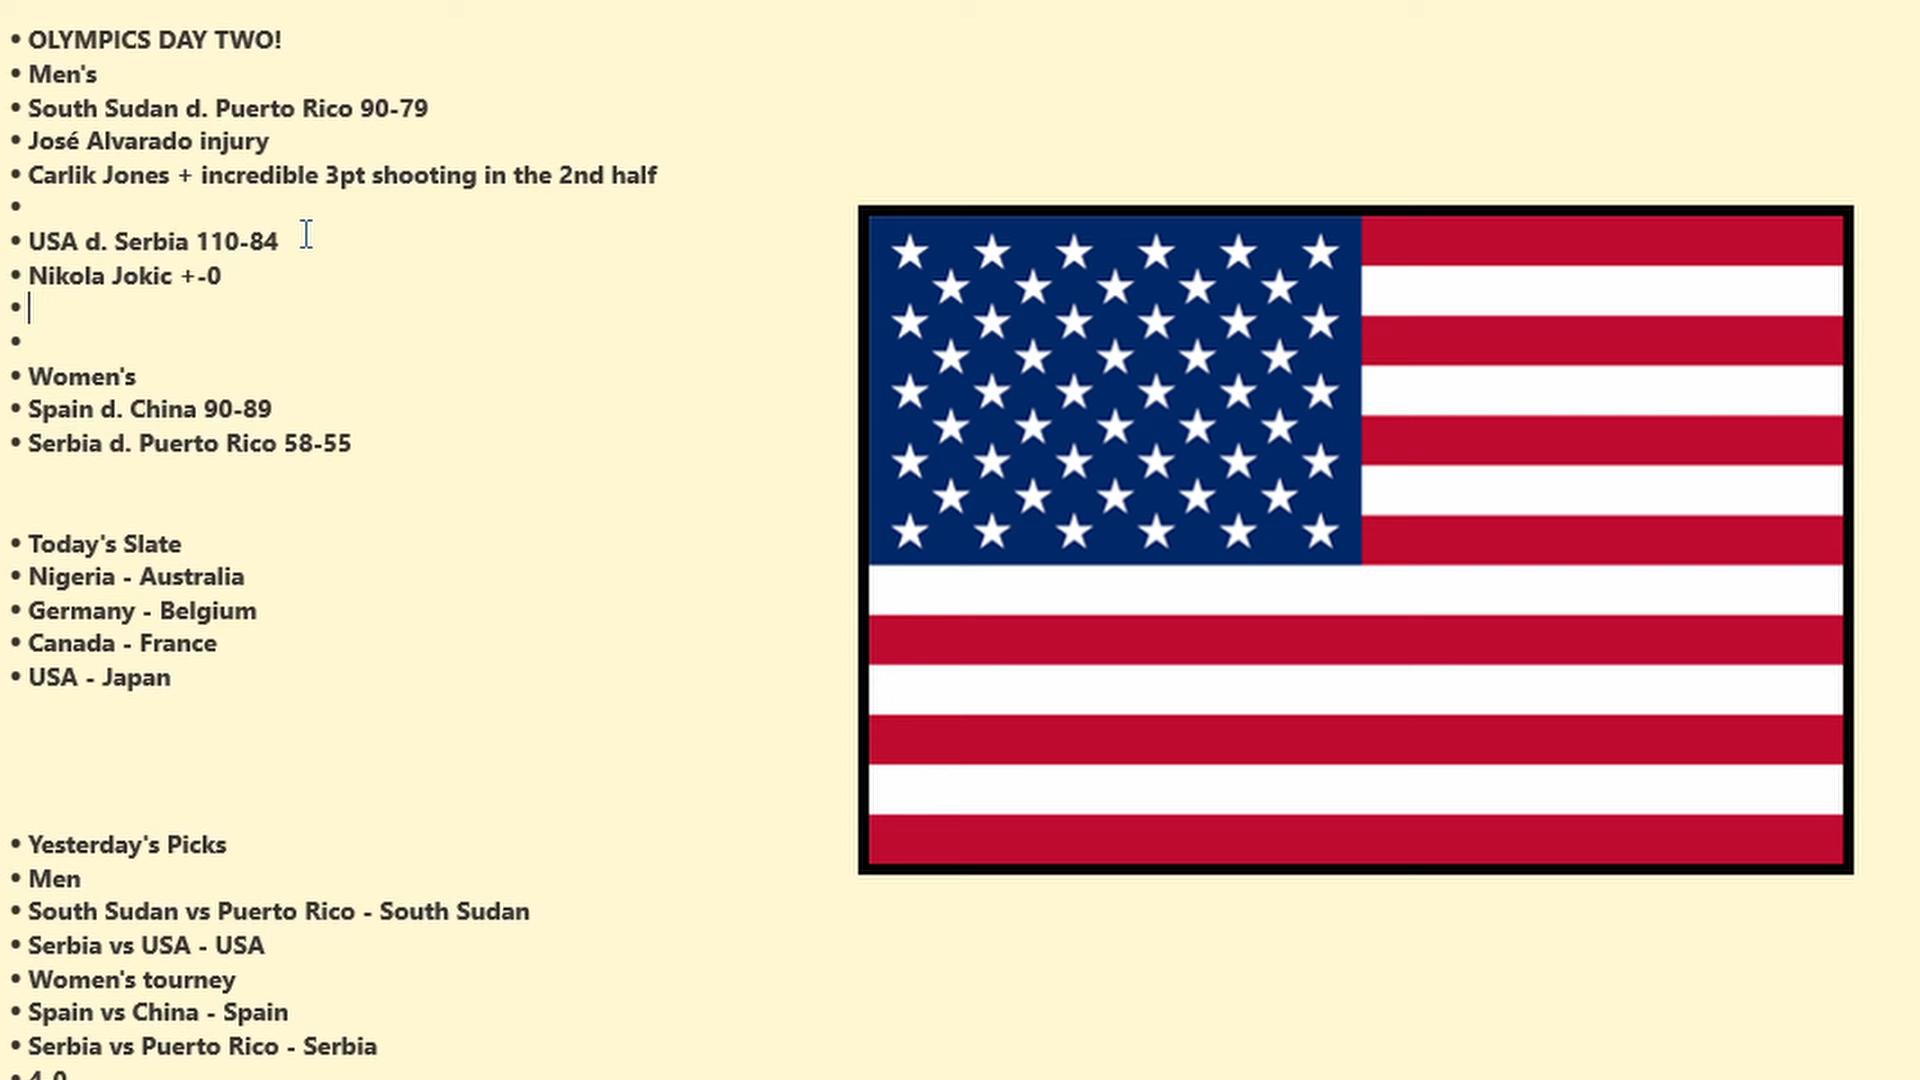 • OLYMPICS DAY TWO!
• Men's
• South Sudan d. Puerto Rico 90-79
• José Alvarado injury
• Carlik Jones + incredible 3pt shooting in the 2nd half
•
• USA d. Serbia 110-84
• Nikola Jokic +-0
•
•
• Women's
• Spain d. China 90-89
• Serbia d. Puerto Rico 58-55
• Today's Slate
• Nigeria - Australia
• Germany - Belgium
• Canada - France
• USA - Japan
• Yesterday's Picks
• Men
• South Sudan vs Puerto Rico - South Sudan
• Serbia vs USA - USA
• Women's tourney
• Spain vs China - Spain
• Serbia vs Puerto Rico - Serbia
• 4-0